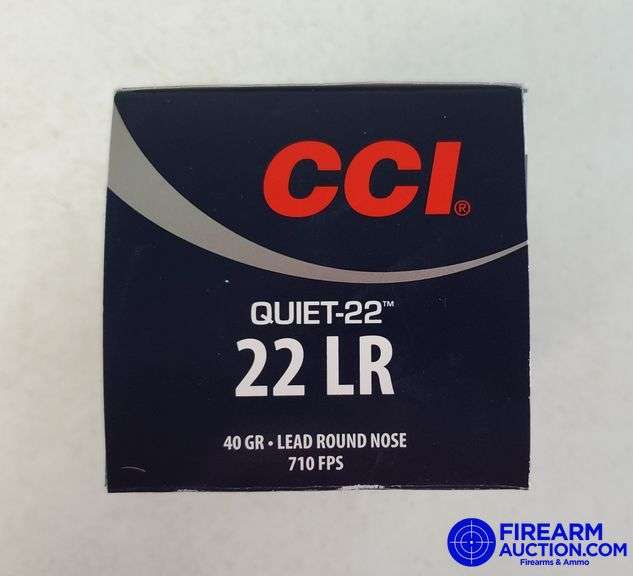 CCI®
QUIET-22™
22 LR
40 GR • LEAD ROUND NOSE
710 FPS
FIREARM
AUCTION.COM
Firearms & Ammo